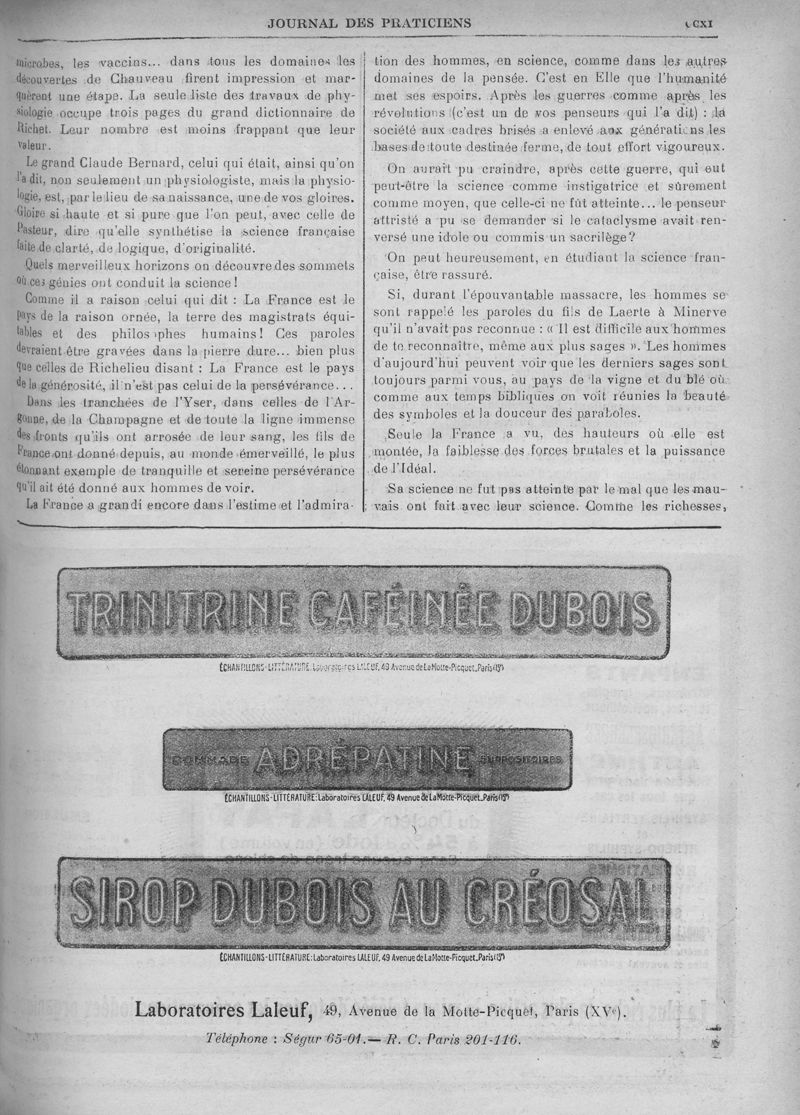 JOURNAL DES PRATICIENS
CCXI
microbes, les vaccins... dans tous les domaines les
découvertes de Chauveau firent impression et mar-
quèrent une étape. La seule liste des travaux de phy-
siologie occupe trois pages du grand dictionnaire de
Richet. Leur nombre est moins frappant que leur
valeur.
Le grand Claude Bernard, celui qui était, ainsi qu'on
l'a dit, non seulement un physiologiste, mais la physio-
logie, est, par le lieu de sa naissance, une de vos gloires.
Gloire si haute et si pure que l'on peut, avec celle de
Pasteur, dire qu'elle synthétise la science française
faite de clarté, de logique, d'originalité.
Quels merveilleux horizons on découvre des sommets
où ces génies ont conduit la science !
Comme il a raison celui qui dit : La France est le
pays de la raison ornée, la terre des magistrats équi-
tables et des philosophes humains ! Ces paroles
devraient être gravées dans la pierre dure... bien plus
que celles de Richelieu disant : La France est le pays
de la générosité, il n'est pas celui de la persévérance...
Dans les tranchées de l'Yser, dans celles de l'Ar-
gonne, de la Champagne et de toute la ligne immense
des fronts qu'ils ont arrosée de leur sang, les fils de
France ont donné depuis, au monde émerveillé, le plus
étonnant exemple de tranquille et sereine persévérance
qu'il ait été donné aux hommes de voir.
La France a grandi encore dans l'estime et l'admira-
tion des hommes, en science, comme dans les autres
domaines de la pensée. C'est en Elle que l'humanité
met ses espoirs. Après les guerres comme après les
révolutions (c'est un de vos penseurs qui l'a dit) : la
société aux cadres brisés a enlevé aux générations les
bases de toute destinée ferme, de tout effort vigoureux.
On aurait pu craindre, après cette guerre, qui eut
peut-être la science comme instigatrice et sûrement
comme moyen, que celle-ci ne fût atteinte... le penseur
attristé a pu se demander si le cataclysme avait ren-
versé une idole ou commis un sacrilège?
On peut heureusement, en étudiant la science fran-
çaise, être rassuré.
Si, durant l'épouvantable massacre, les hommes se
sont rappelé les paroles du fils de Laerte à Minerve
qu'il n'avait pas reconnue : « Il est difficile aux hommes
de te reconnaître, même aux plus sages ». Les hommes
d'aujourd'hui peuvent voir que les derniers sages sont
toujours parmi vous, au pays de la vigne et du blé où
comme aux temps bibliques on voit réunies la beauté
des symboles et la douceur des paraboles.
Seule la France a vu, des hauteurs où elle est
montée, la faiblesse des forces brutales et la puissance
de l'Idéal.
Sa science ne fut pas atteinte par le mal que les mau-
vais ont fait avec leur science. Comme les richesses,
TRINITRINE CAFÉINÉE DUBOIS
ÉCHANTILLONS-LITTÉRATURE: Laboratoires LALEUF, 49 Avenue de La Motte-Picquet_Paris (15e)
POMMADE ADRÉPATINE SUPPOSITOIRES
ÉCHANTILLONS-LITTÉRATURE: Laboratoires LALEUF, 49 Avenue de La Motte-Picquet_Paris (15e)
SIROP DUBOIS AU CRÉOSAL
ÉCHANTILLONS-LITTÉRATURE: Laboratoires LALEUF, 49 Avenue de La Motte-Picquet_Paris (15e)
Laboratoires Laleuf, 49, Avenue de la Motte-Picquet, Paris (XVe).
Téléphone : Ségur 65-01. — R. C. Paris 201-116.